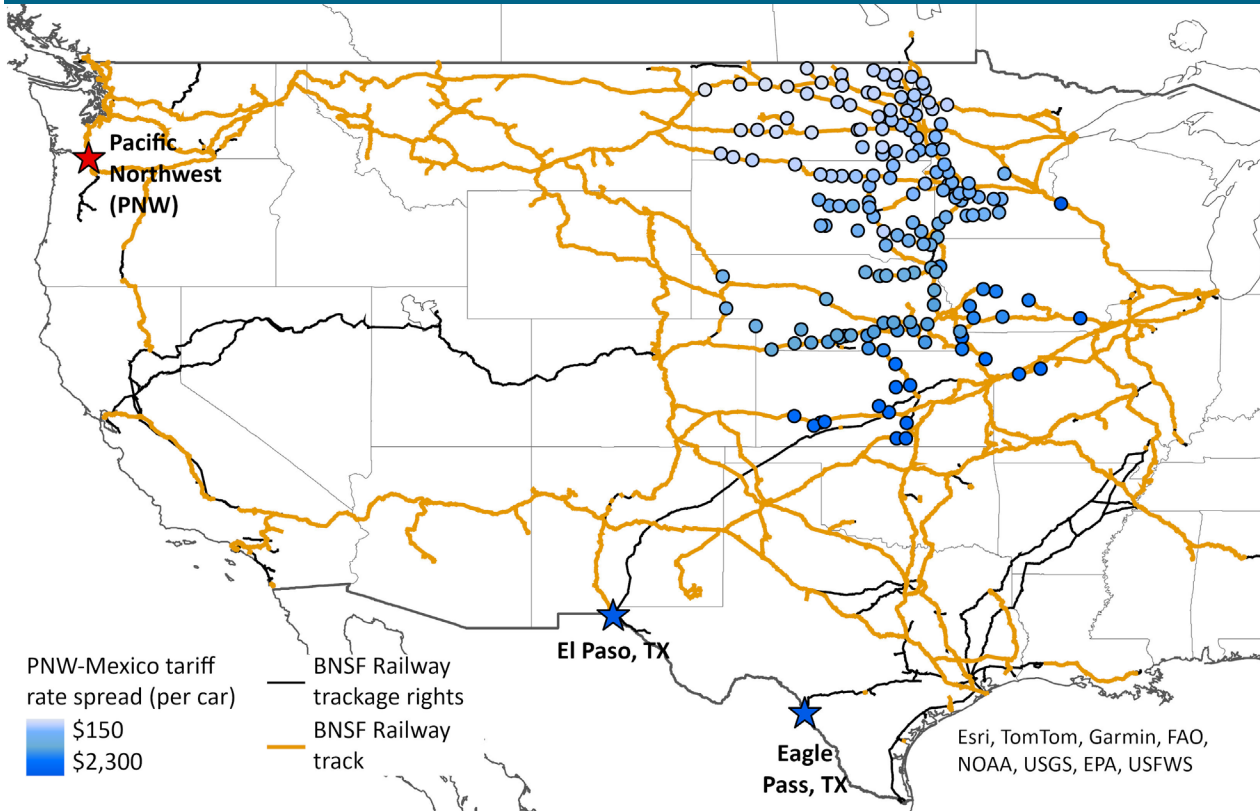 Pacific
Northwest
(PNW)
El Paso, TX
Eagle
Pass, TX
PNW-Mexico tariff
rate spread (per car)
$150
$2,300
BNSF Railway
trackage rights
BNSF Railway
track
Esri, TomTom, Garmin, FAO,
NOAA, USGS, EPA, USFWS